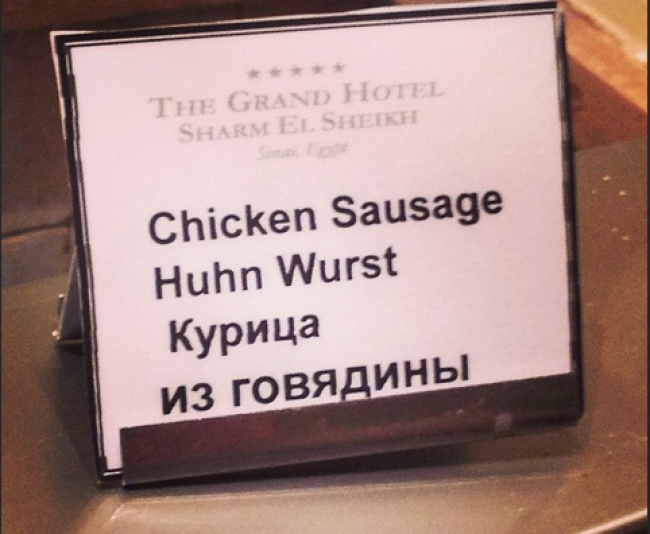 ★★★★★
THE GRAND HOTEL
SHARM EL SHEIKH
Sinai, Egypt
Chicken Sausage
Huhn Wurst
Курица
из говядины